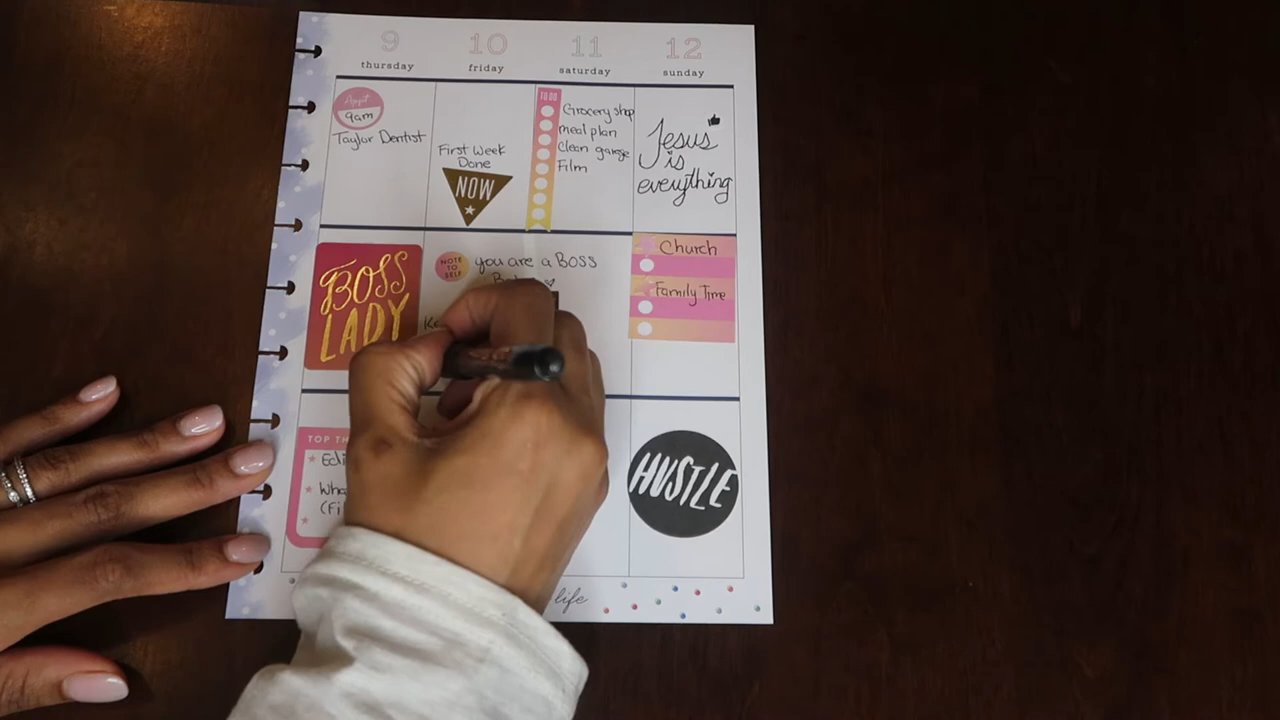 9 10 11 12
thursday friday saturday sunday
Appt
9am
Taylor Dentist
First Week
Done
NOW
TO DO
Grocery shop
meal plan
Clean garage
Film
Jesus
is
everything
BOSS
LADY
NOTE
TO
SELF
you are a BOSS
Church
Family Time
TOP
HUSTLE
life